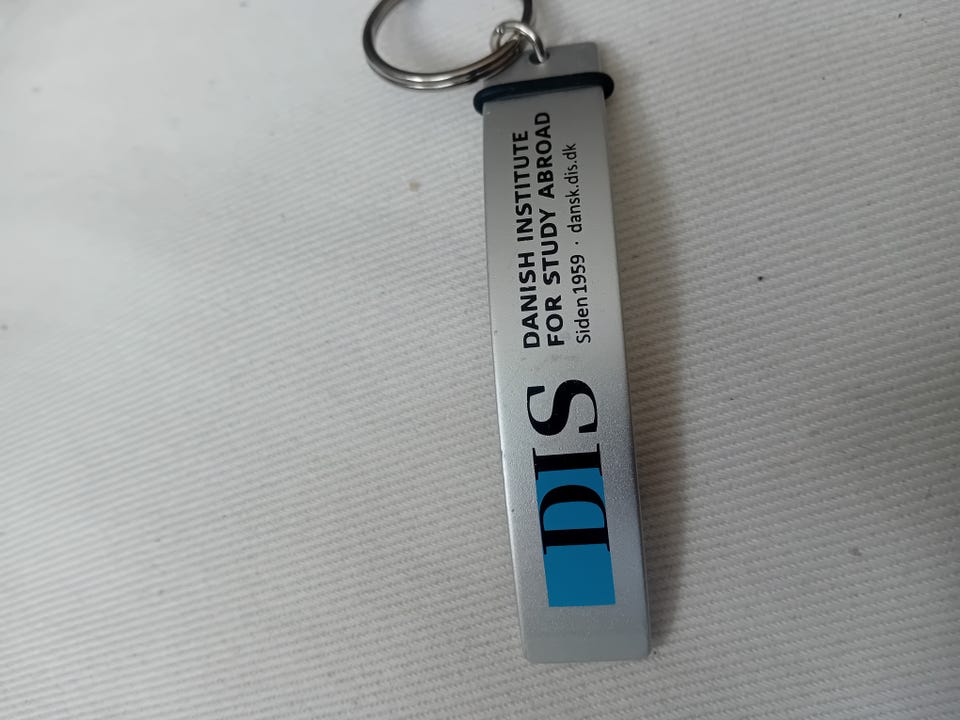 DIS
DANISH INSTITUTE
FOR STUDY ABROAD
Siden 1959 · dansk.dis.dk